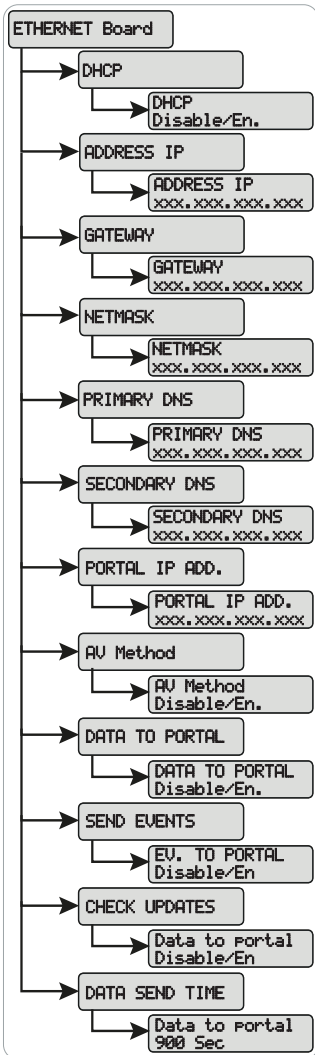 ETHERNET Board
DHCP
DHCP
Disable/En.
ADDRESS IP
ADDRESS IP
xxx.xxx.xxx.xxx
GATEWAY
GATEWAY
xxx.xxx.xxx.xxx
NETMASK
NETMASK
xxx.xxx.xxx.xxx
PRIMARY DNS
PRIMARY DNS
xxx.xxx.xxx.xxx
SECONDARY DNS
SECONDARY DNS
xxx.xxx.xxx.xxx
PORTAL IP ADD.
PORTAL IP ADD.
xxx.xxx.xxx.xxx
AV Method
AV Method
Disable/En.
DATA TO PORTAL
DATA TO PORTAL
Disable/En.
SEND EVENTS
EV. TO PORTAL
Disable/En
CHECK UPDATES
Data to portal
Disable/En
DATA SEND TIME
Data to portal
900 Sec